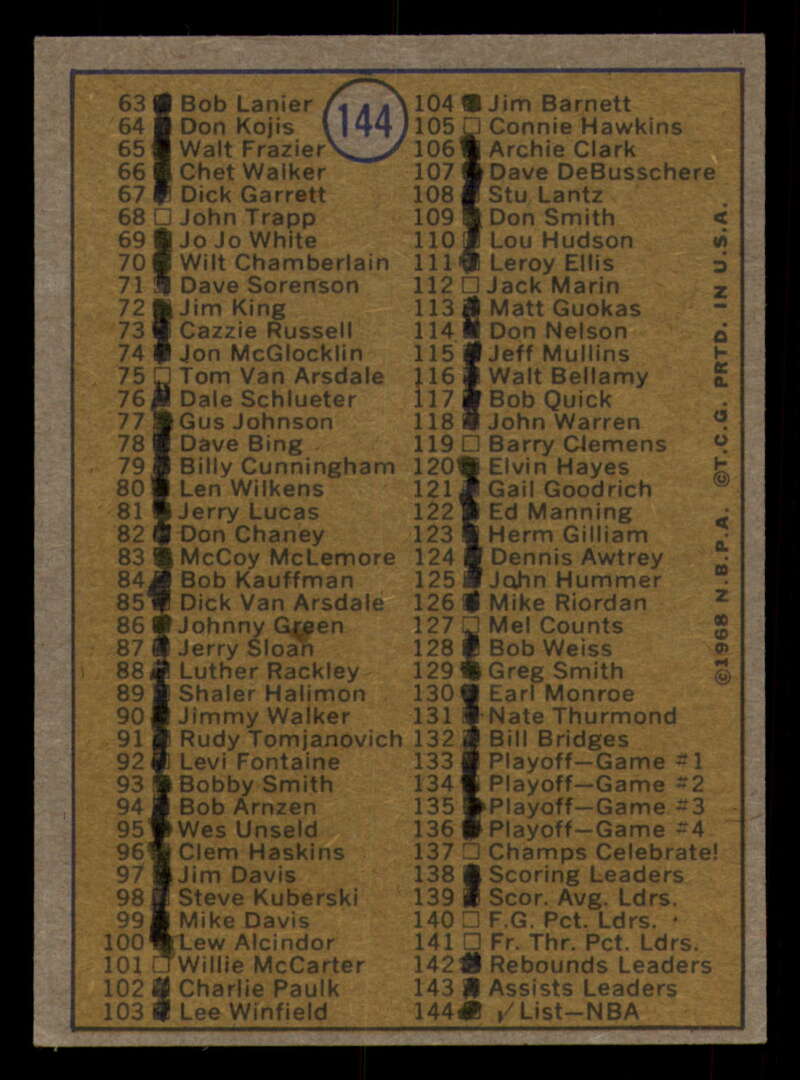 144
63 Bob Lanier
64 Don Kojis
65 Walt Frazier
66 Chet Walker
67 Dick Garrett
68 John Trapp
69 Jo Jo White
70 Wilt Chamberlain
71 Dave Sorenson
72 Jim King
73 Cazzie Russell
74 Jon McGlocklin
75 Tom Van Arsdale
76 Dale Schlueter
77 Gus Johnson
78 Dave Bing
79 Billy Cunningham
80 Len Wilkens
81 Jerry Lucas
82 Don Chaney
83 McCoy McLemore
84 Bob Kauffman
85 Dick Van Arsdale
86 Johnny Green
87 Jerry Sloan
88 Luther Rackley
89 Shaler Halimon
90 Jimmy Walker
91 Rudy Tomjanovich
92 Levi Fontaine
93 Bobby Smith
94 Bob Arnzen
95 Wes Unseld
96 Clem Haskins
97 Jim Davis
98 Steve Kuberski
99 Mike Davis
100 Lew Alcindor
101 Willie McCarter
102 Charlie Paulk
103 Lee Winfield
104 Jim Barnett
105 Connie Hawkins
106 Archie Clark
107 Dave DeBusschere
108 Stu Lantz
109 Don Smith
110 Lou Hudson
111 Leroy Ellis
112 Jack Marin
113 Matt Guokas
114 Don Nelson
115 Jeff Mullins
116 Walt Bellamy
117 Bob Quick
118 John Warren
119 Barry Clemens
120 Elvin Hayes
121 Gail Goodrich
122 Ed Manning
123 Herm Gilliam
124 Dennis Awtrey
125 John Hummer
126 Mike Riordan
127 Mel Counts
128 Bob Weiss
129 Greg Smith
130 Earl Monroe
131 Nate Thurmond
132 Bill Bridges
133 Playoff—Game #1
134 Playoff—Game #2
135 Playoff—Game #3
136 Playoff—Game #4
137 Champs Celebrate!
138 Scoring Leaders
139 Scor. Avg. Ldrs.
140 F.G. Pct. Ldrs.
141 Fr. Thr. Pct. Ldrs.
142 Rebounds Leaders
143 Assists Leaders
144 ✓List—NBA
©1968 N.B.P.A. ©T.C.G. PRTD. IN U.S.A.